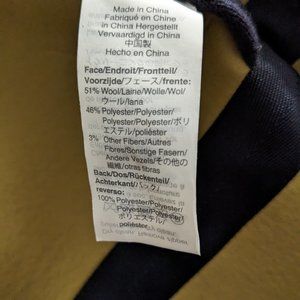 Made in China
Fabriqué en Chine
in China Hergestellt
Vervaardigd in China
中国製
Hecho en China
Face/Endroit/Frontteil/
Voorzijde/フェース/frente:
51% Wool/Laine/Wolle/Wol/
ウール/lana
46% Polyester/Polyester/
Polyester/Polyester/ポリ
エステル/poliéster
3% Other Fibers/Autres
Fibres/Sonstige Fasern/
Andere Vezels/その他の
繊維/otras fibras
Back/Dos/Rückenteil/
Achterkant/バック/
reverso:
100% Polyester/Polyester/
Polyester/Polyester/
ポリエステル/
poliéster